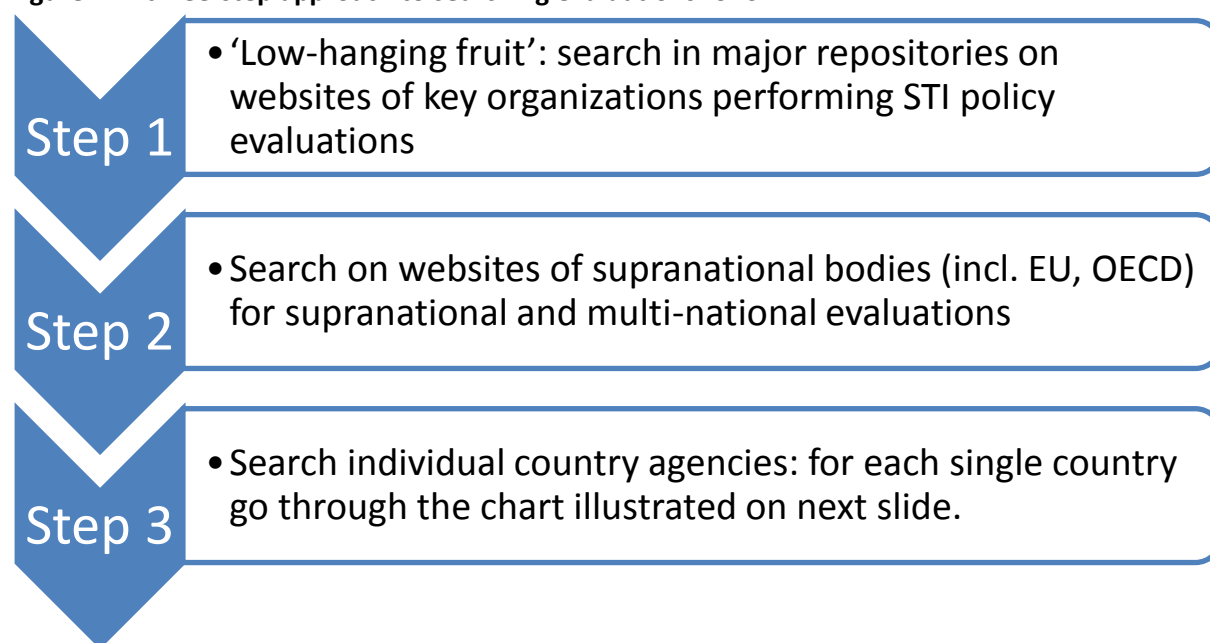 Step 1
• ‘Low-hanging fruit’: search in major repositories on
websites of key organizations performing STI policy
evaluations
Step 2
• Search on websites of supranational bodies (incl. EU, OECD)
for supranational and multi-national evaluations
Step 3
• Search individual country agencies: for each single country
go through the chart illustrated on next slide.